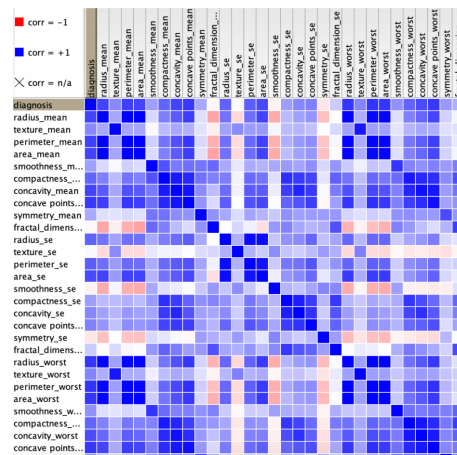 corr = −1
corr = +1
corr = n/a
diagnosis
radius_mean
texture_mean
perimeter_mean
area_mean
smoothness_mean
compactness_mean
concavity_mean
concave points_mean
symmetry_mean
fractal_dimension_...
radius_se
texture_se
perimeter_se
area_se
smoothness_se
compactness_se
concavity_se
concave points_se
symmetry_se
fractal_dimension_se
radius_worst
texture_worst
perimeter_worst
area_worst
smoothness_worst
compactness_worst
concavity_worst
concave points_worst
symmetry_worst
diagnosis
radius_mean
texture_mean
perimeter_mean
area_mean
smoothness_m...
compactness_...
concavity_mean
concave points...
symmetry_mean
fractal_dimens...
radius_se
texture_se
perimeter_se
area_se
smoothness_se
compactness_se
concavity_se
concave points...
symmetry_se
fractal_dimens...
radius_worst
texture_worst
perimeter_worst
area_worst
smoothness_w...
compactness_...
concavity_worst
concave points...